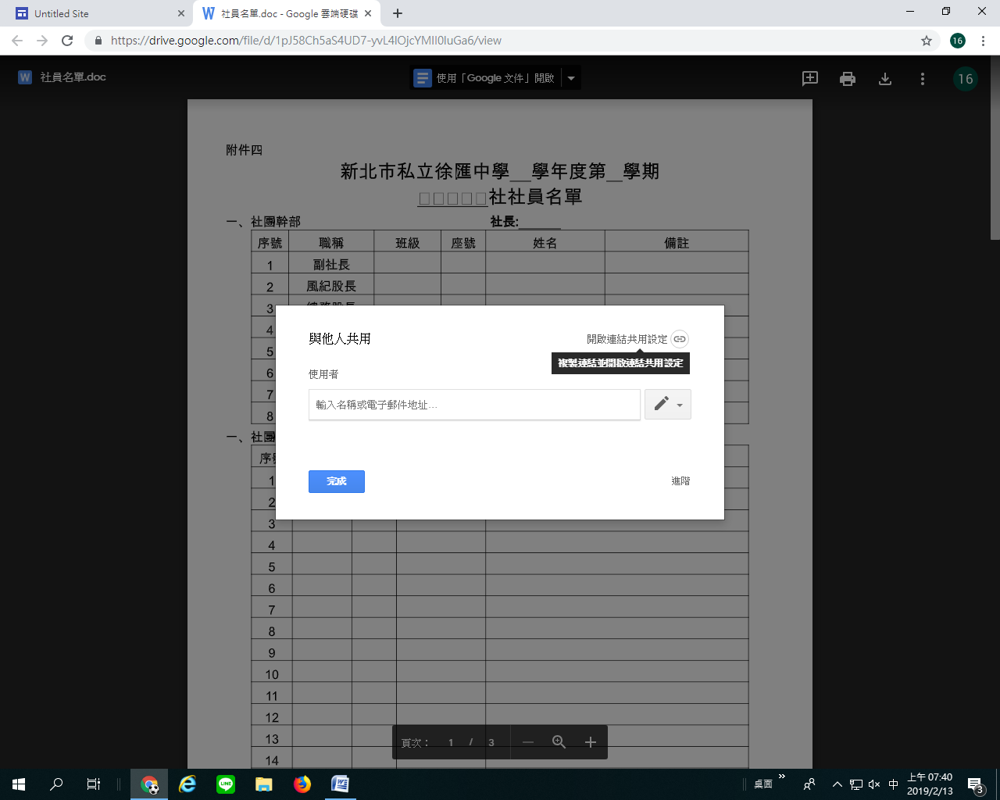 Untitled Site
社員名單.doc - Google 雲端硬碟
https://drive.google.com/file/d/1pJ58Ch5aS4UD7-yvL4lOjcYMII0luGa6/view
16
社員名單.doc
使用「Google 文件」開啟
16
附件四
新北市私立徐匯中學__學年度第_學期
□□□□□社社員名單
一、社團幹部 社長:
序號 職稱 班級 座號 姓名 備註
1 副社長
2 風紀股長
3 總務股長
4
5
6
7
8
與他人共用
開啟連結共用設定
複製連結並開啟連結共用設定
使用者
輸入名稱或電子郵件地址...
完成
進階
一、社團
序號
1
2
3
4
5
6
7
8
9
10
11
12
13
14
頁次： 1 / 3
桌面
中
上午 07:40
2019/2/13
3